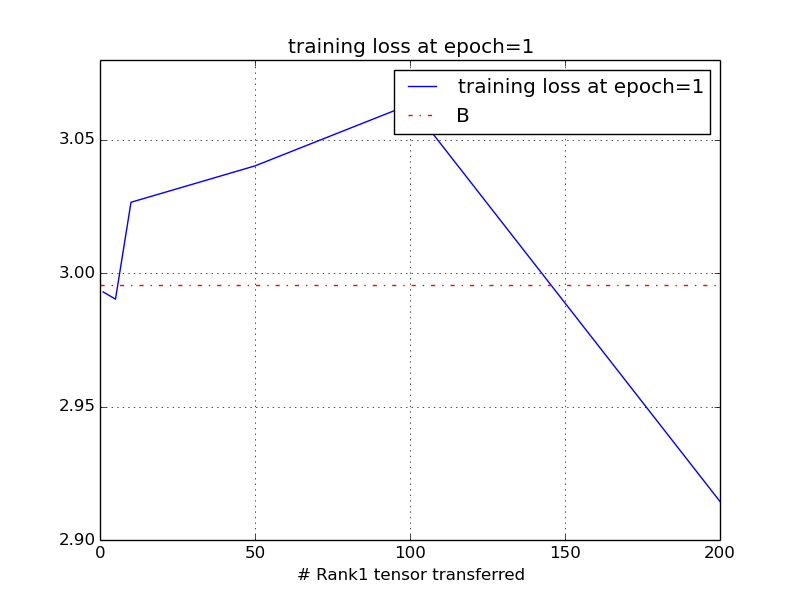 training loss at epoch=1
training loss at epoch=1
B
3.05
3.00
2.95
2.90
0 50 100 150 200
# Rank1 tensor transferred